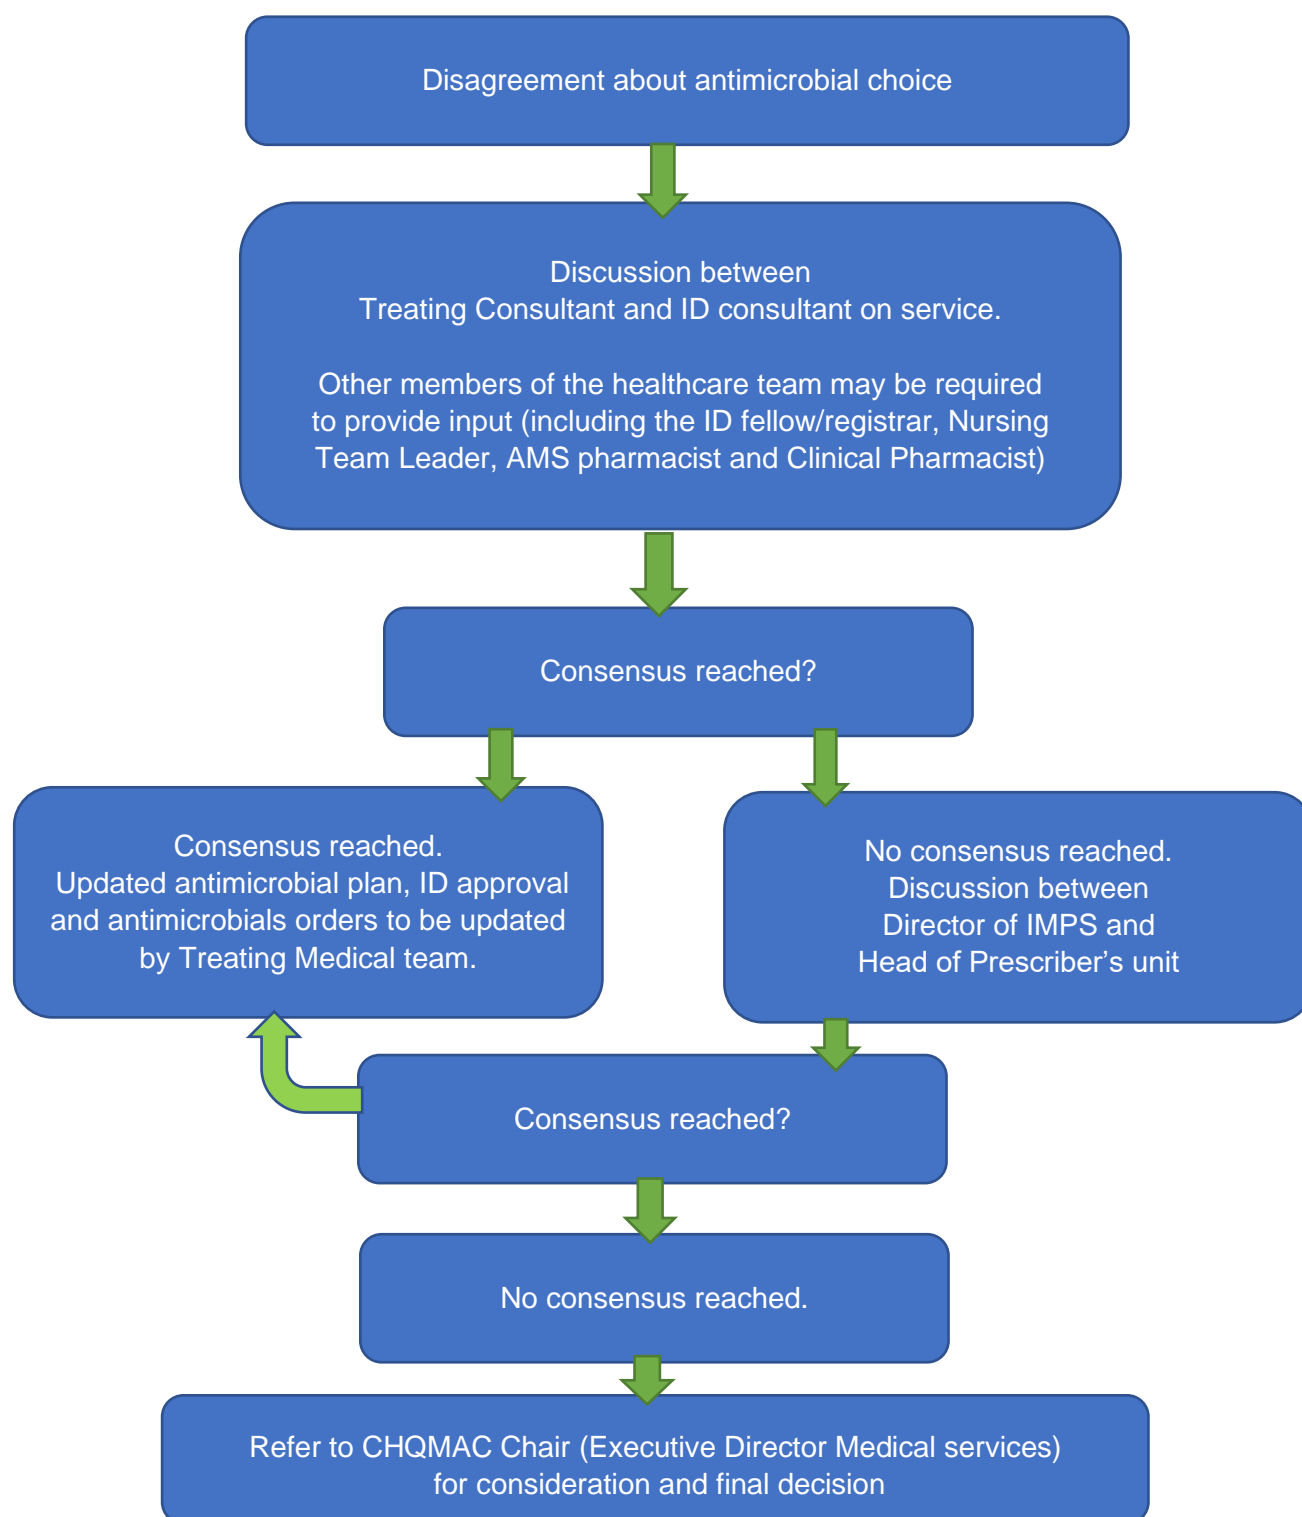 Disagreement about antimicrobial choice
Discussion between
Treating Consultant and ID consultant on service.
Other members of the healthcare team may be required
to provide input (including the ID fellow/registrar, Nursing
Team Leader, AMS pharmacist and Clinical Pharmacist)
Consensus reached?
Consensus reached.
Updated antimicrobial plan, ID approval
and antimicrobials orders to be updated
by Treating Medical team.
No consensus reached.
Discussion between
Director of IMPS and
Head of Prescriber’s unit
Consensus reached?
No consensus reached.
Refer to CHQMAC Chair (Executive Director Medical services)
for consideration and final decision